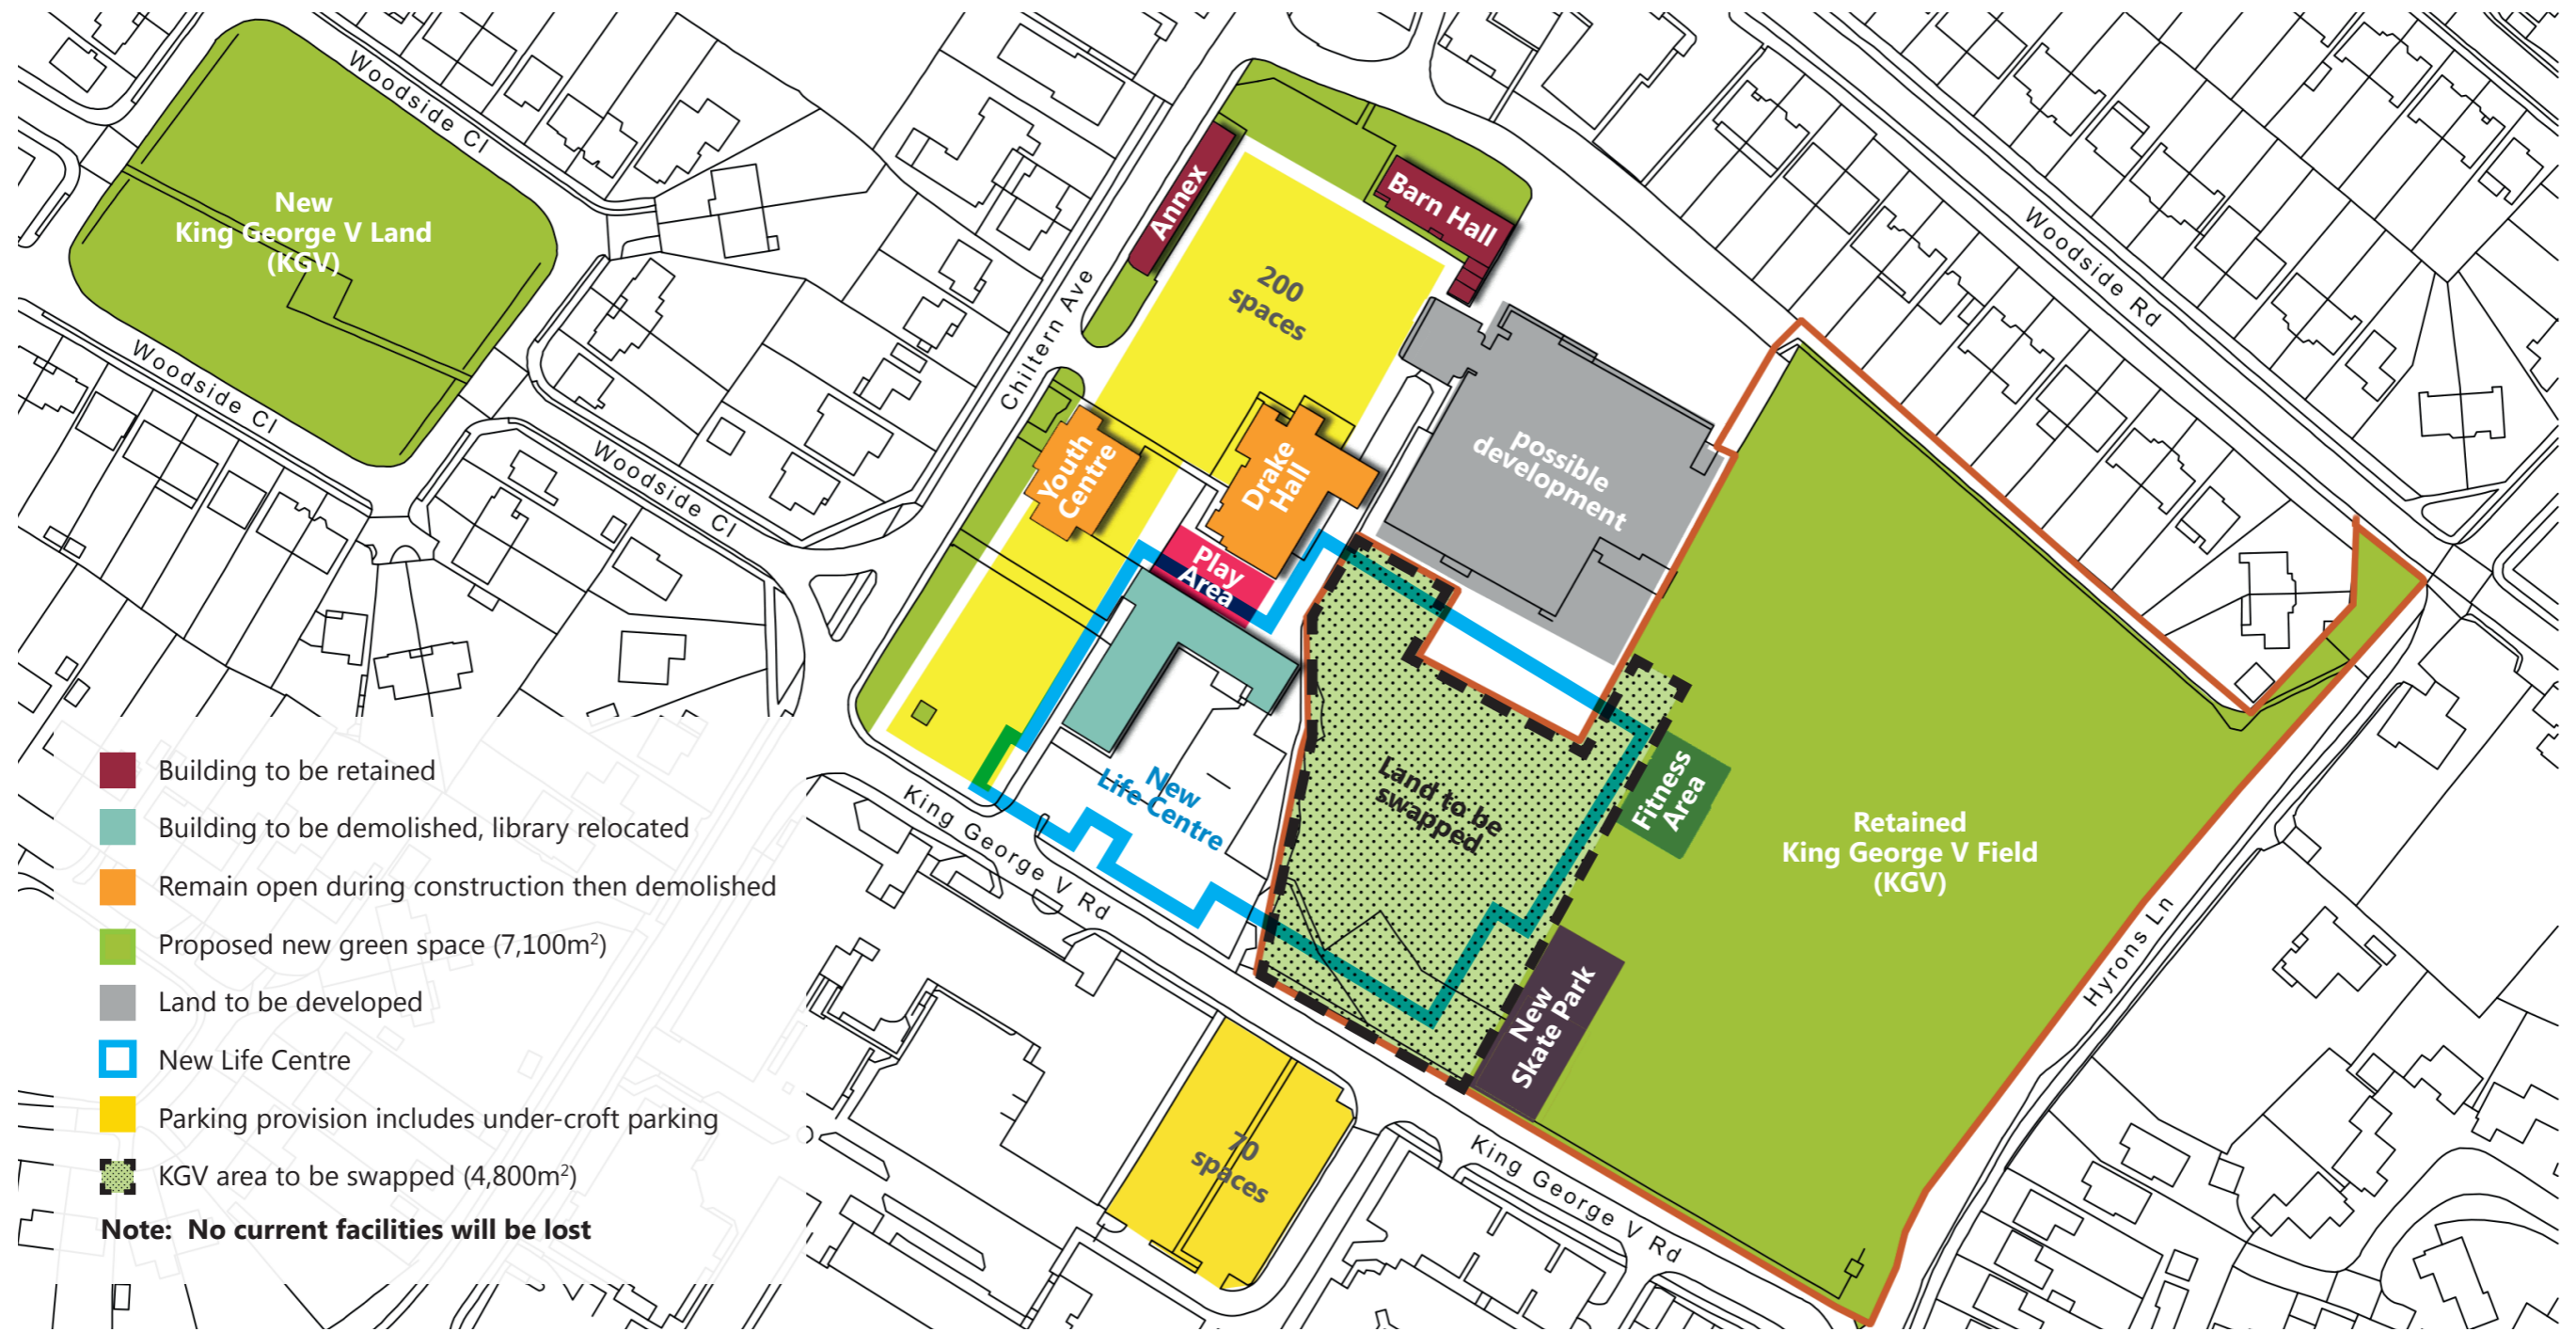 Woodside Cl
New
King George V Land
(KGV)
Woodside Cl
Woodside Cl
Chiltern Ave
Annex
Barn Hall
200
spaces
Woodside Rd
Youth
Centre
Drake
Hall
possible
development
Play
Area
New
Life Centre
Land to be
swapped
Fitness
Area
Retained
King George V Field
(KGV)
King George V Rd
New
Skate Park
Hyrons Ln
70
spaces
King George V Rd
Building to be retained
Building to be demolished, library relocated
Remain open during construction then demolished
Proposed new green space (7,100m²)
Land to be developed
New Life Centre
Parking provision includes under-croft parking
KGV area to be swapped (4,800m²)
Note: No current facilities will be lost